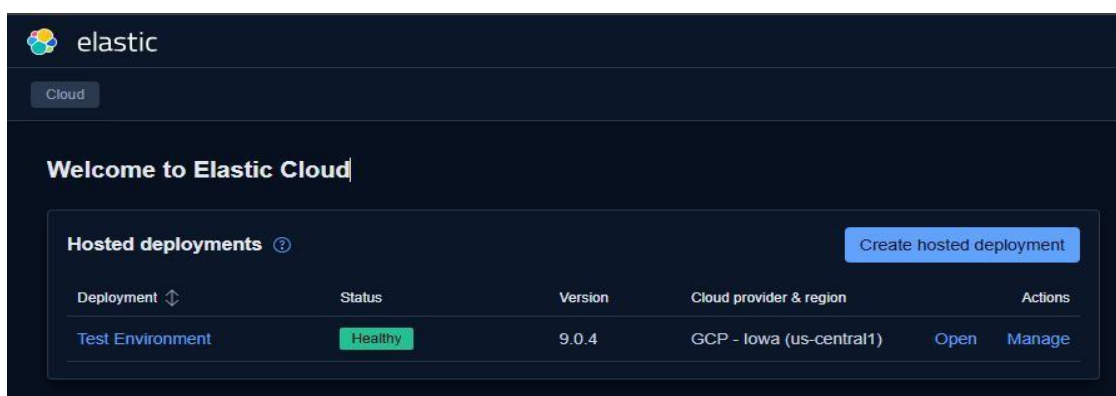 elastic
Cloud
Welcome to Elastic Cloud
Hosted deployments ?
Create hosted deployment
Deployment Status Version Cloud provider & region Actions
Test Environment Healthy 9.0.4 GCP - Iowa (us-central1) Open Manage